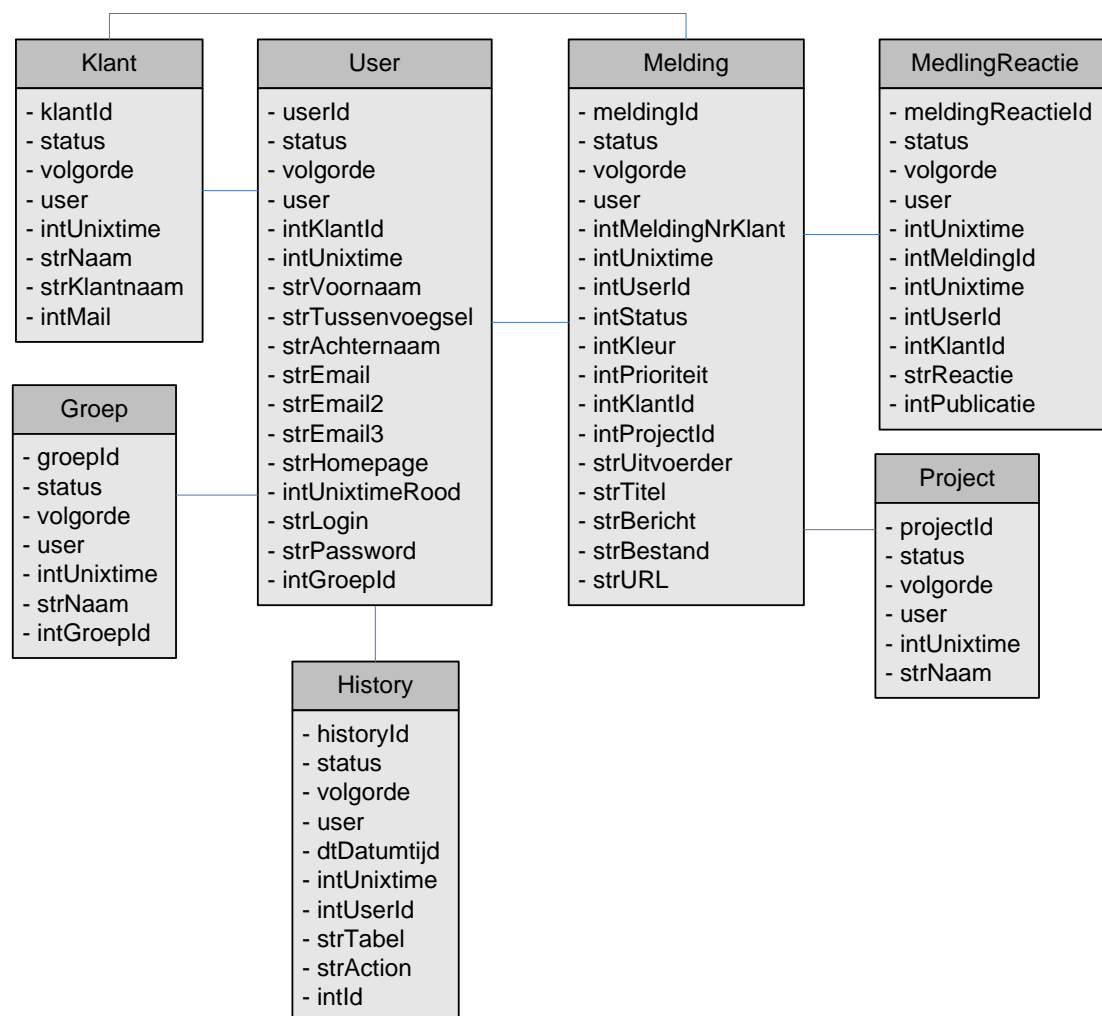 Klant
- klantId
- status
- volgorde
- user
- intUnixtime
- strNaam
- strKlantnaam
- intMail
User
- userId
- status
- volgorde
- user
- intKlantId
- intUnixtime
- strVoornaam
- strTussenvoegsel
- strAchternaam
- strEmail
- strEmail2
- strEmail3
- strHomepage
- intUnixtimeRood
- strLogin
- strPassword
- intGroepId
Melding
- meldingId
- status
- volgorde
- user
- intMeldingNrKlant
- intUnixtime
- intUserId
- intStatus
- intKleur
- intPrioriteit
- intKlantId
- intProjectId
- strUitvoerder
- strTitel
- strBericht
- strBestand
- strURL
MedlingReactie
- meldingReactieId
- status
- volgorde
- user
- intUnixtime
- intMeldingId
- intUnixtime
- intUserId
- intKlantId
- strReactie
- intPublicatie
Groep
- groepId
- status
- volgorde
- user
- intUnixtime
- strNaam
- intGroepId
Project
- projectId
- status
- volgorde
- user
- intUnixtime
- strNaam
History
- historyId
- status
- volgorde
- user
- dtDatumtijd
- intUnixtime
- intUserId
- strTabel
- strAction
- intId